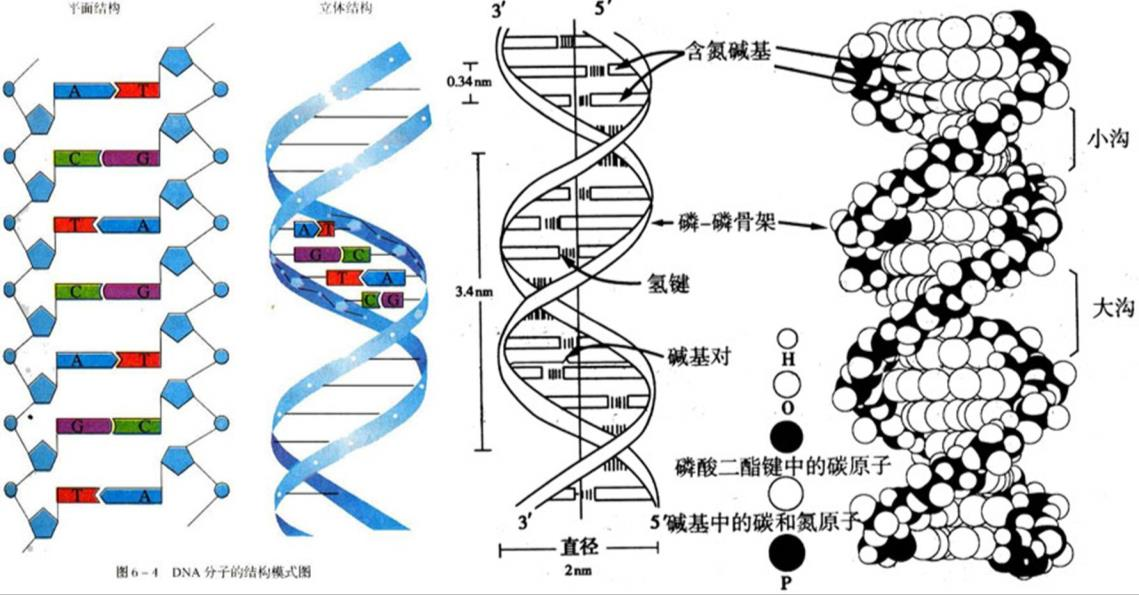 平面结构
立体结构
A T
C G
T A
C G
A T
G C
T A
A T
G C
T A
C G
图6-4 DNA分子的结构模式图
3′ 5′
0.34nm
3.4nm
含氮碱基
磷-磷骨架
氢键
碱基对
3′ 5′
直径
2nm
小沟
大沟
H
O
磷酸二酯键中的碳原子
碱基中的碳和氮原子
P